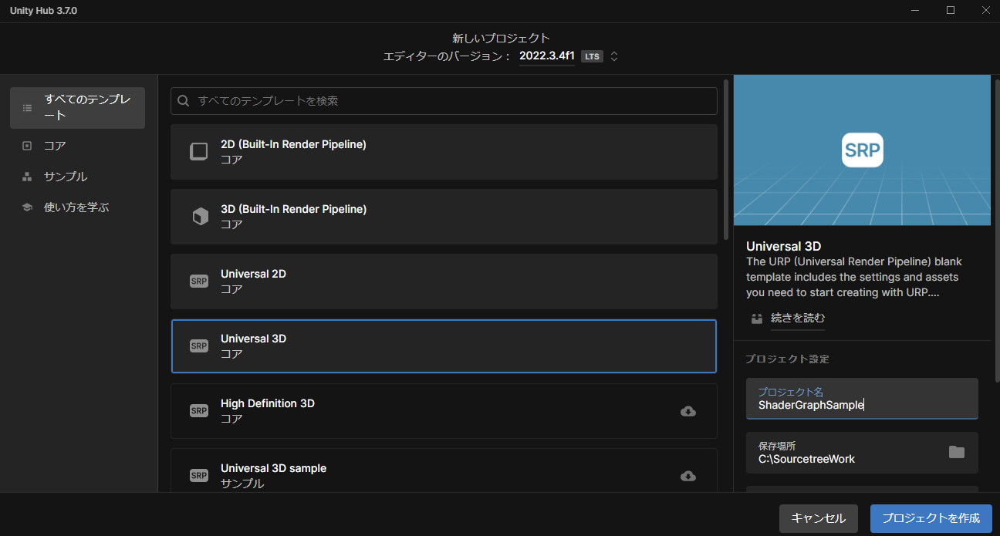 Unity Hub 3.7.0
新しいプロジェクト
エディターのバージョン： 2022.3.4f1 LTS
すべてのテンプレ
ート
コア
サンプル
使い方を学ぶ
すべてのテンプレートを検索
2D (Built-In Render Pipeline)
コア
3D (Built-In Render Pipeline)
コア
SRP
Universal 2D
コア
SRP
Universal 3D
コア
SRP
High Definition 3D
コア
SRP
Universal 3D sample
サンプル
SRP
Universal 3D
The URP (Universal Render Pipeline) blank
template includes the settings and assets
you need to start creating with URP....
続きを読む
プロジェクト設定
プロジェクト名
ShaderGraphSample
保存場所
C:\SourcetreeWork
キャンセル
プロジェクトを作成